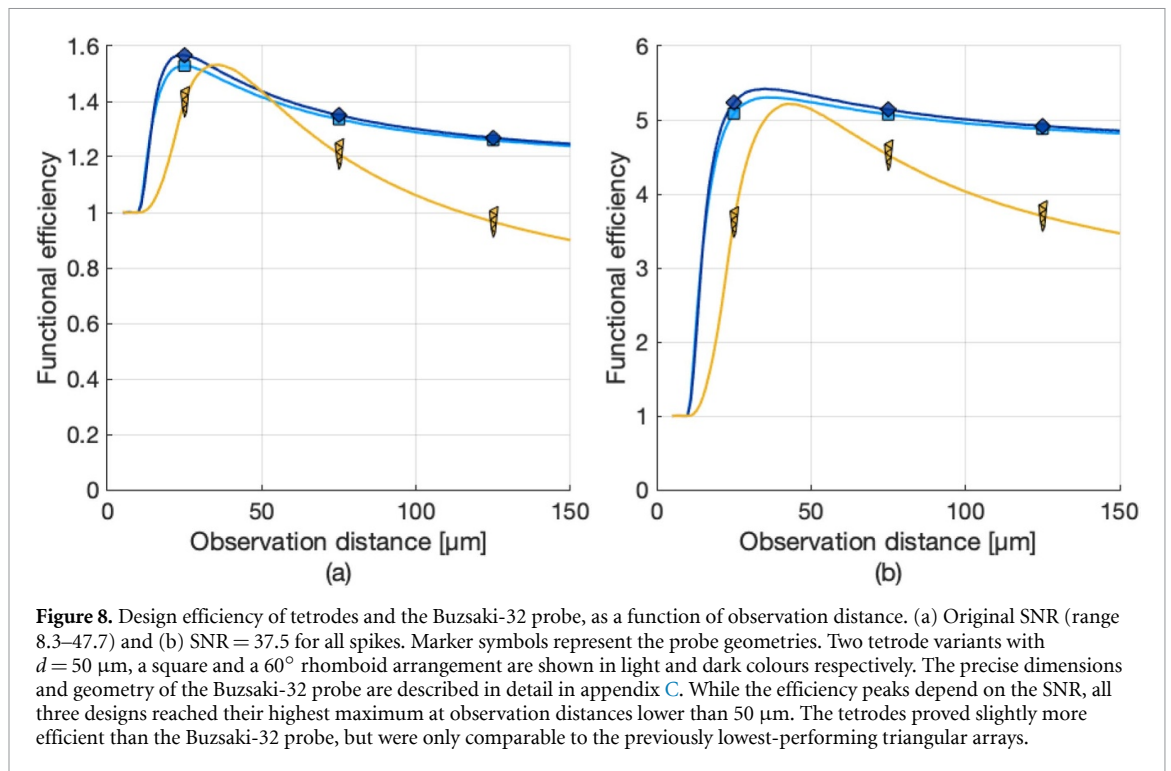 1.6
1.4
1.2
1
0.8
0.6
0.4
0.2
0
Functional efficiency
0 50 100 150
Observation distance [µm]
(a)
6
5
4
3
2
1
0
Functional efficiency
0 50 100 150
Observation distance [µm]
(b)
Figure 8. Design efficiency of tetrodes and the Buzsaki-32 probe, as a function of observation distance. (a) Original SNR (range
8.3–47.7) and (b) SNR = 37.5 for all spikes. Marker symbols represent the probe geometries. Two tetrode variants with
d = 50 µm, a square and a 60° rhomboid arrangement are shown in light and dark colours respectively. The precise dimensions
and geometry of the Buzsaki-32 probe are described in detail in appendix C. While the efficiency peaks depend on the SNR, all
three designs reached their highest maximum at observation distances lower than 50 µm. The tetrodes proved slightly more
efficient than the Buzsaki-32 probe, but were only comparable to the previously lowest-performing triangular arrays.